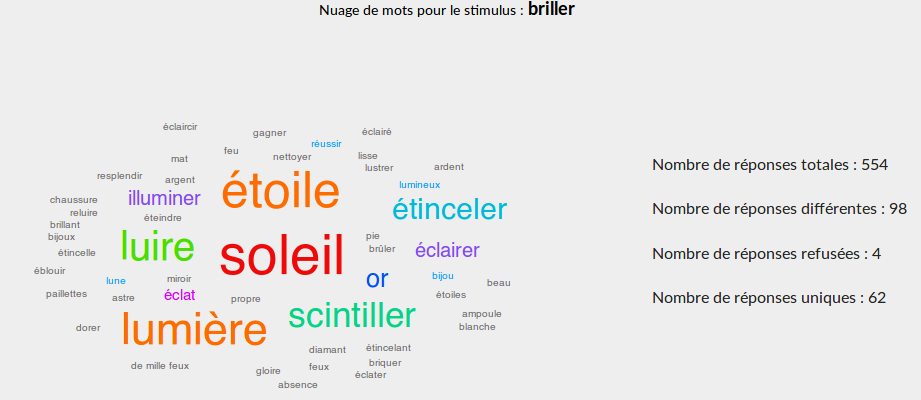 Nuage de mots pour le stimulus : briller
éclaircir
gagner
éclairé
réussir
feu
mat
nettoyer
lisse
lustrer
ardent
resplendir
argent
étoile
lumineux
illuminer
chaussure
étinceler
reluire
éteindre
brillant
bijoux
luire
soleil
pie
brûler
éclairer
étincelle
éblouir
lune
miroir
or
bijou
beau
paillettes
astre
éclat
propre
étoiles
dorer
lumière
scintiller
ampoule
blanche
diamant
étincelant
de mille feux
gloire
feux
briquer
éclater
absence
Nombre de réponses totales : 554
Nombre de réponses différentes : 98
Nombre de réponses refusées : 4
Nombre de réponses uniques : 62